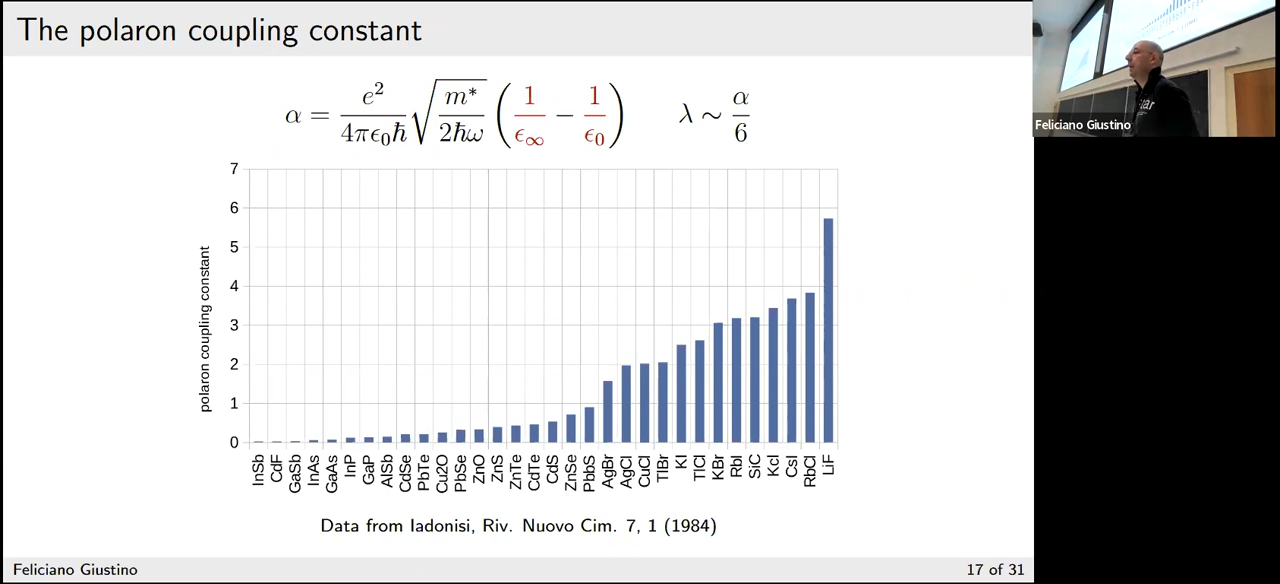 The polaron coupling constant
α = e² / 4πϵ₀ħ √(m* / 2ħω) (1/ϵ∞ − 1/ϵ₀) λ ∼ α/6
7
6
5
4
3
2
1
0
polaron coupling constant
InSb CdF GaSb InAs GaAs InP GaP AlSb CdSe PbTe Cu2O PbSe ZnO ZnS ZnTe CdTe CdS ZnSe PbbS AgBr AgCl CuCl TlBr KI TlCl KBr RbI SiC Kcl CsI RbCl LiF
Data from Iadonisi, Riv. Nuovo Cim. 7, 1 (1984)
Feliciano Giustino
17 of 31
Feliciano Giustino